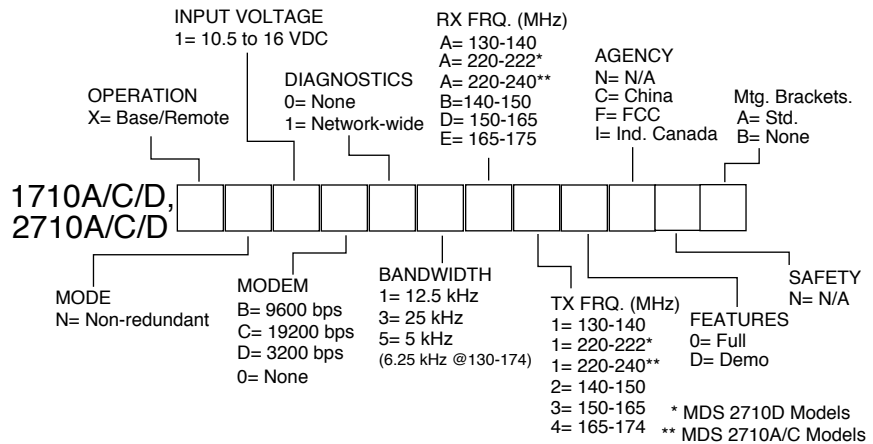 INPUT VOLTAGE
1= 10.5 to 16 VDC
RX FRQ. (MHz)
A= 130-140
A= 220-222*
A= 220-240**
B=140-150
D= 150-165
E= 165-175
AGENCY
N= N/A
C= China
F= FCC
I= Ind. Canada
DIAGNOSTICS
0= None
1= Network-wide
OPERATION
X= Base/Remote
Mtg. Brackets.
A= Std.
B= None
1710A/C/D,
2710A/C/D
MODE
N= Non-redundant
MODEM
B= 9600 bps
C= 19200 bps
D= 3200 bps
0= None
BANDWIDTH
1= 12.5 kHz
3= 25 kHz
5= 5 kHz
(6.25 kHz @130-174)
TX FRQ. (MHz)
1= 130-140
1= 220-222*
1= 220-240**
2= 140-150
3= 150-165
4= 165-174
FEATURES
0= Full
D= Demo
SAFETY
N= N/A
* MDS 2710D Models
** MDS 2710A/C Models